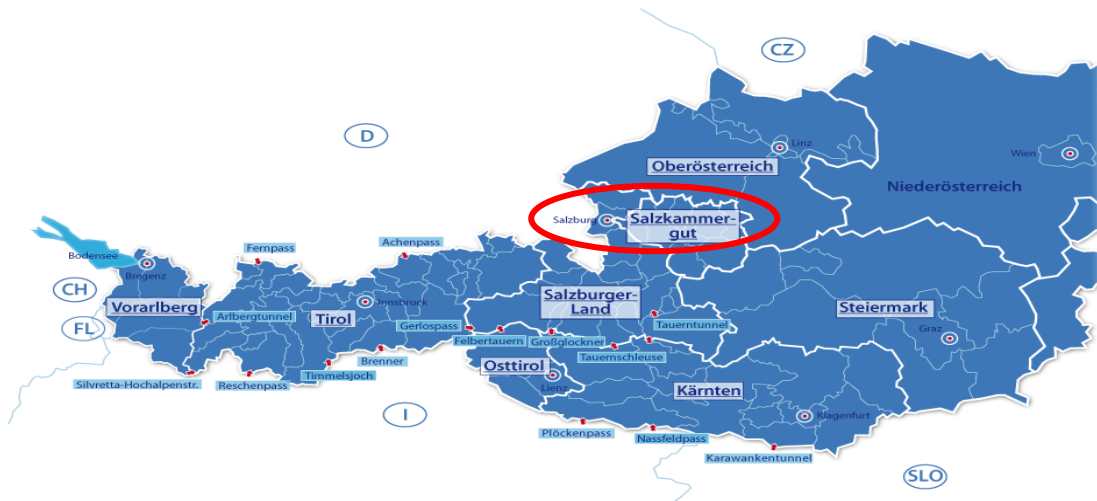 CZ
D
Linz
Wien
Oberösterreich
Niederösterreich
Salzburg
Salzkammer-
gut
Achenpass
Fernpass
Bodensee
Bregenz
CH
Vorarlberg
FL
Arlbergtunnel
Tirol
Innsbruck
Salzburger-
Land
Steiermark
Gerlospass
Tauerntunnel
Felbertauern
Großglockner
Graz
Brenner
Tauernschleuse
Timmelsjoch
Osttirol
Silvretta-Hochalpenstr.
Reschenpass
Lienz
Kärnten
I
Klagenfurt
Plöckenpass
Nassfeldpass
Karawankentunnel
SLO